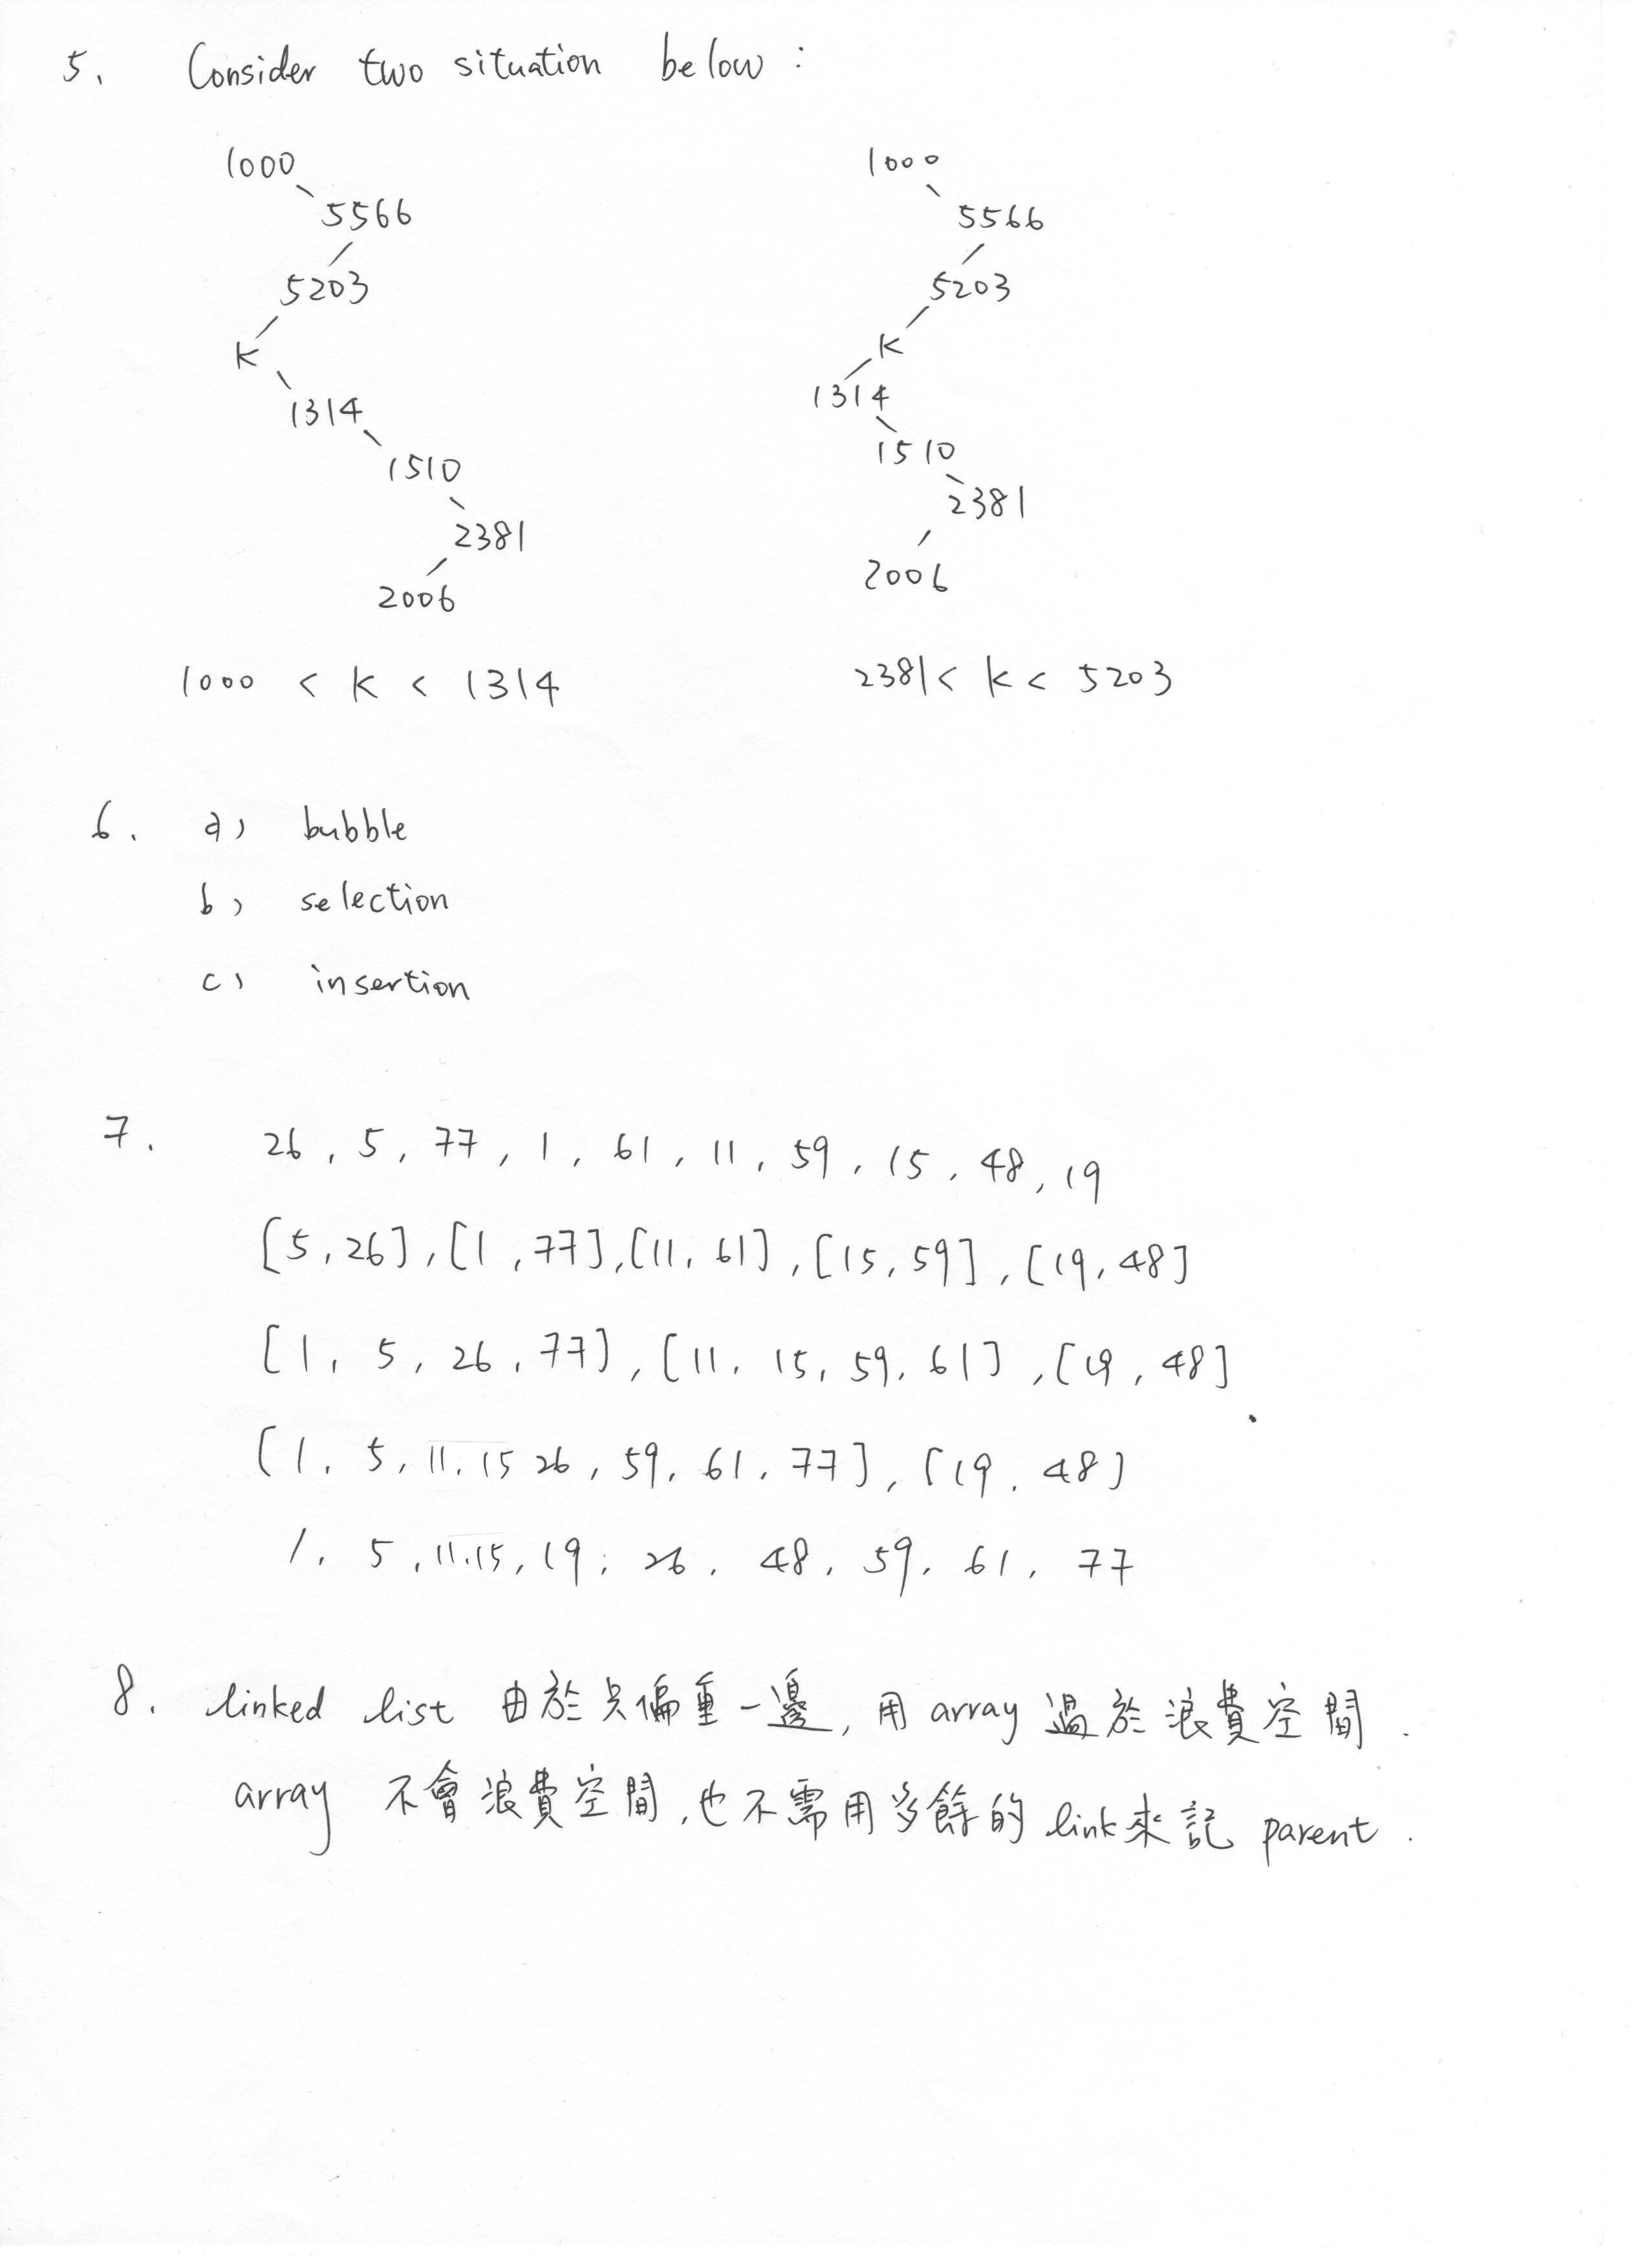 5. Consider two situation below :
1000 1000
5566 5566
5203 5203
K K
1314 1314
1510 1510
2381 2381
2006 2006
1000 < K < 1314 2381 < K < 5203
6. a) bubble
b) selection
c) insertion
7. 26, 5, 77, 1, 61, 11, 59, 15, 48, 19
[5, 26], [1, 77], [11, 61], [15, 59], [19, 48]
[1, 5, 26, 77], [11, 15, 59, 61], [19, 48]
[1, 5, 11, 15 26, 59, 61, 77], [19, 48]
1, 5, 11, 15, 19, 26, 48, 59, 61, 77
8. linked list 由於只偏重一邊, 用 array 過於浪費空間.
array 不會浪費空間, 也不需用多餘的 link 來記 parent.